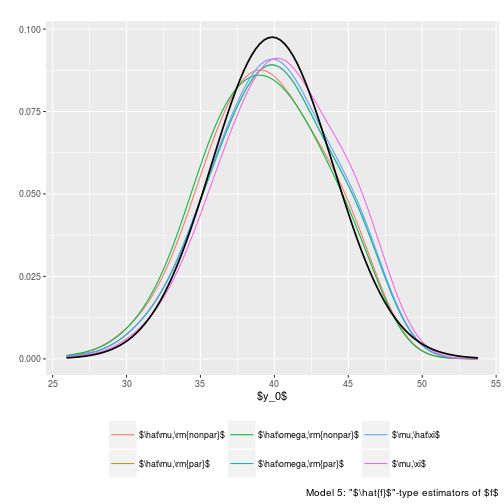 0.100
0.075
0.050
0.025
0.000
25 30 35 40 45 50 55
$y_0$
$\hat\mu,\rm{nonpar}$ $\hat\omega,\rm{nonpar}$ $\mu,\hat\xi$
$\hat\mu,\rm{par}$ $\hat\omega,\rm{par}$ $\mu,\xi$
Model 5: "$\hat{f}$"-type estimators of $f$